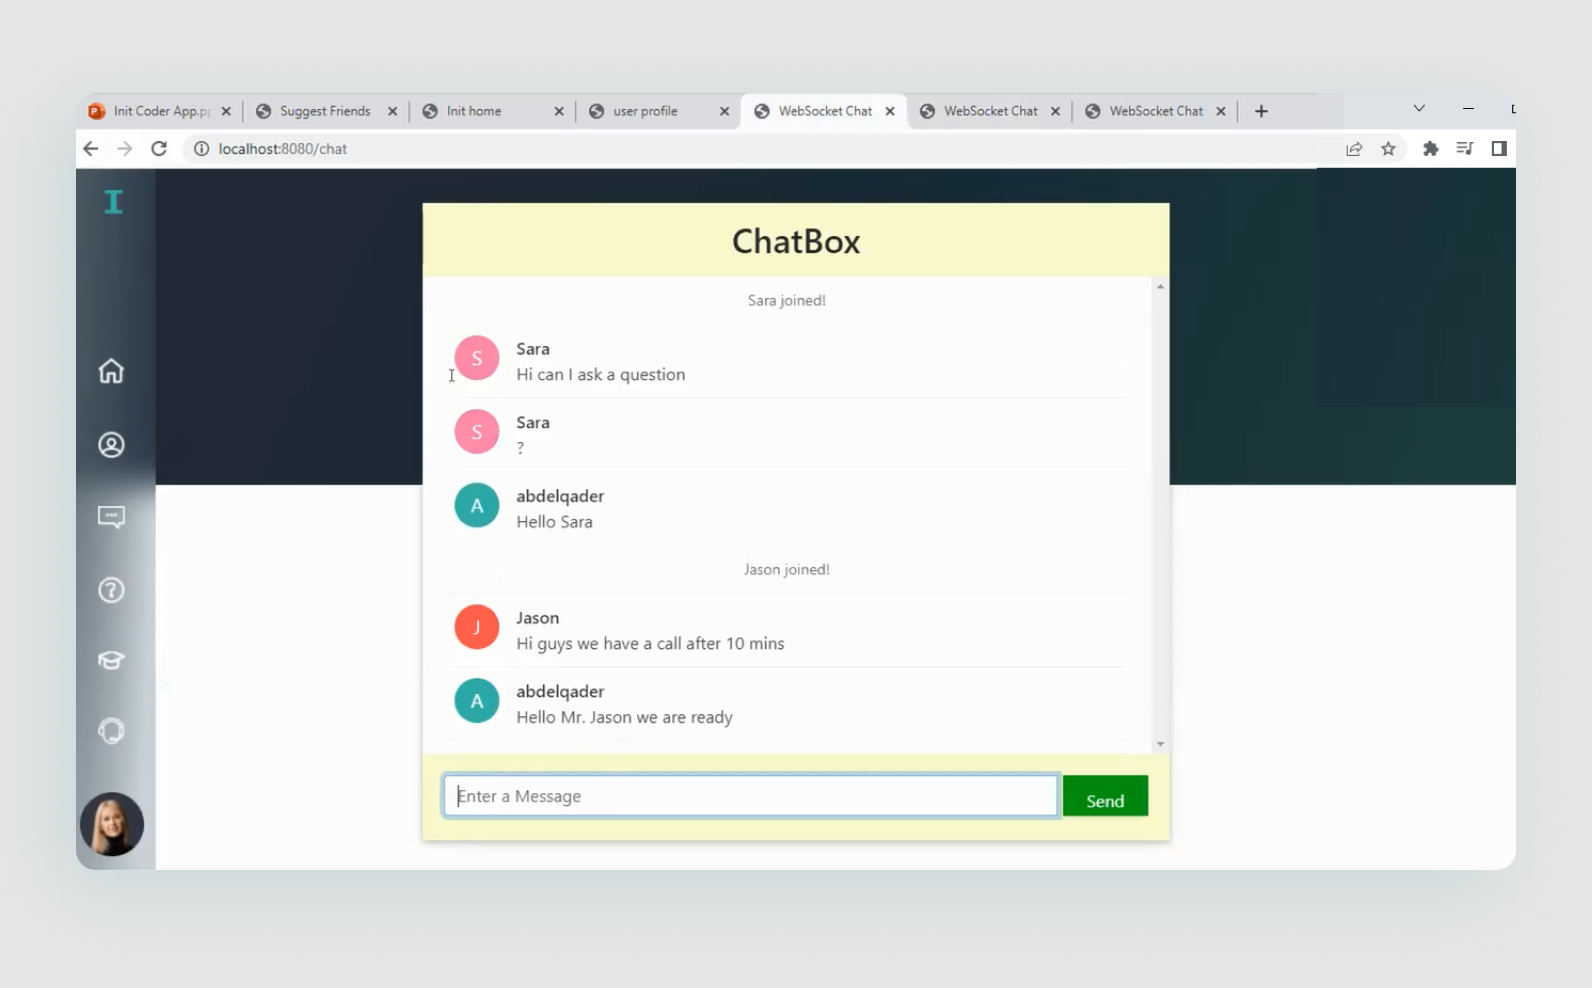 Init Coder App.pp
Suggest Friends
Init home
user profile
WebSocket Chat
WebSocket Chat
WebSocket Chat
localhost:8080/chat
I
ChatBox
Sara joined!
S
Sara
Hi can I ask a question
S
Sara
?
A
abdelqader
Hello Sara
Jason joined!
J
Jason
Hi guys we have a call after 10 mins
A
abdelqader
Hello Mr. Jason we are ready
Enter a Message
Send